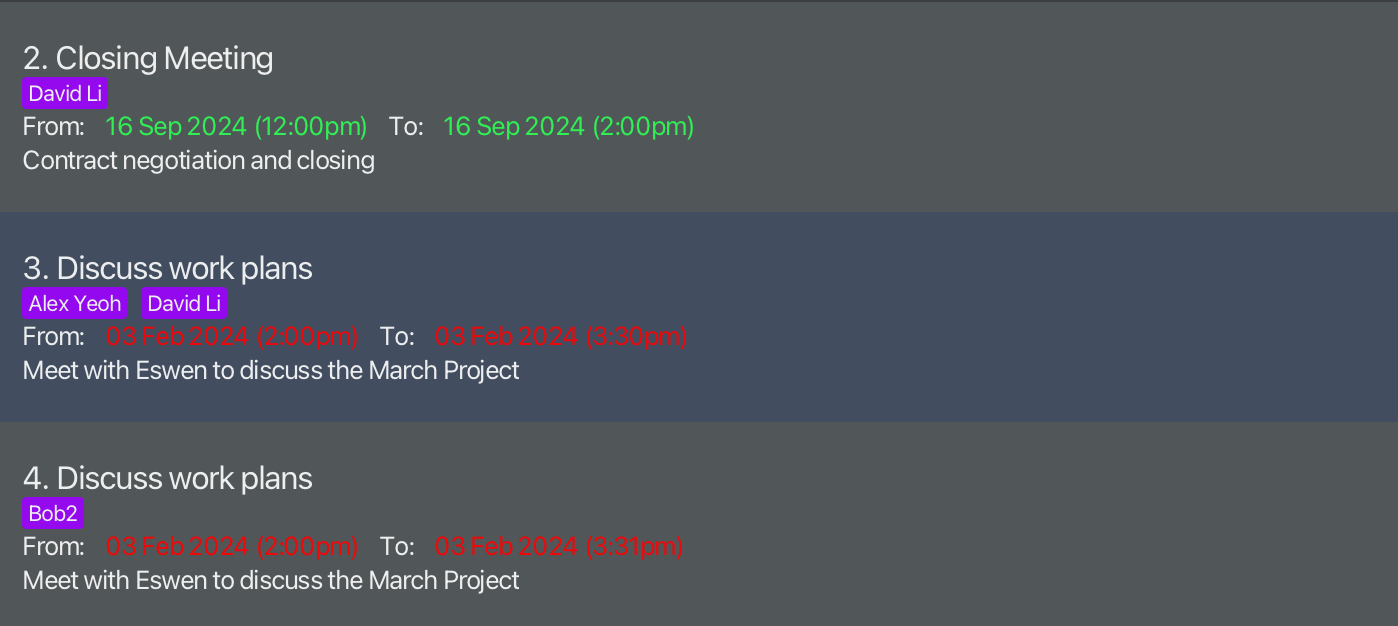 2. Closing Meeting
David Li
From: 16 Sep 2024 (12:00pm) To: 16 Sep 2024 (2:00pm)
Contract negotiation and closing
3. Discuss work plans
Alex Yeoh David Li
From: 03 Feb 2024 (2:00pm) To: 03 Feb 2024 (3:30pm)
Meet with Eswen to discuss the March Project
4. Discuss work plans
Bob2
From: 03 Feb 2024 (2:00pm) To: 03 Feb 2024 (3:31pm)
Meet with Eswen to discuss the March Project